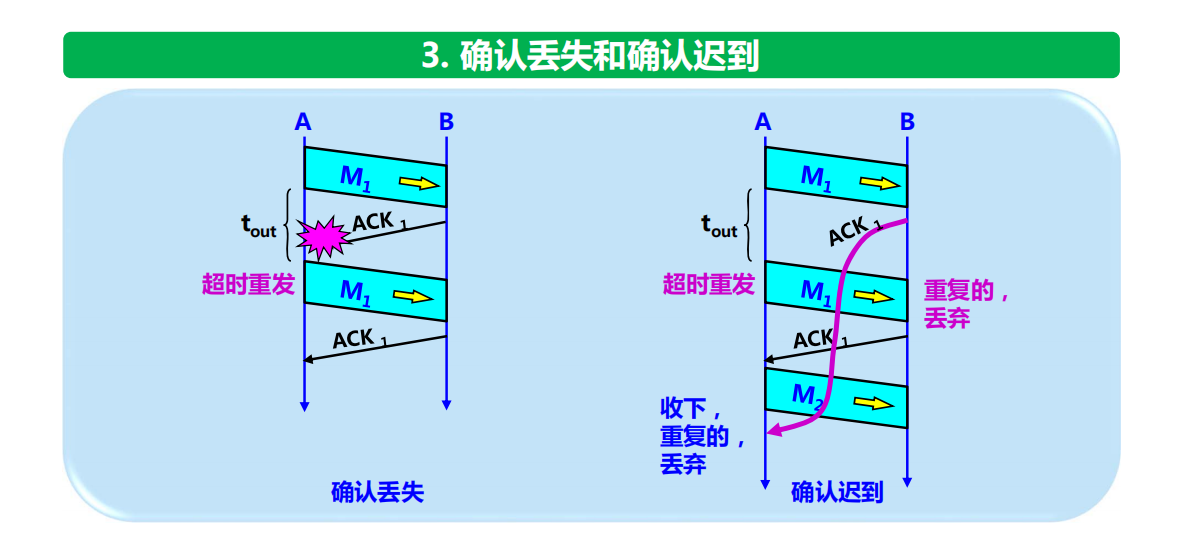 3. 确认丢失和确认迟到
A
B
M1
tout
ACK 1
超时重发
M1
ACK 1
确认丢失
A
B
M1
tout
ACK 1
超时重发
M1
重复的，
丢弃
ACK 1
M2
收下，
重复的，
丢弃
确认迟到